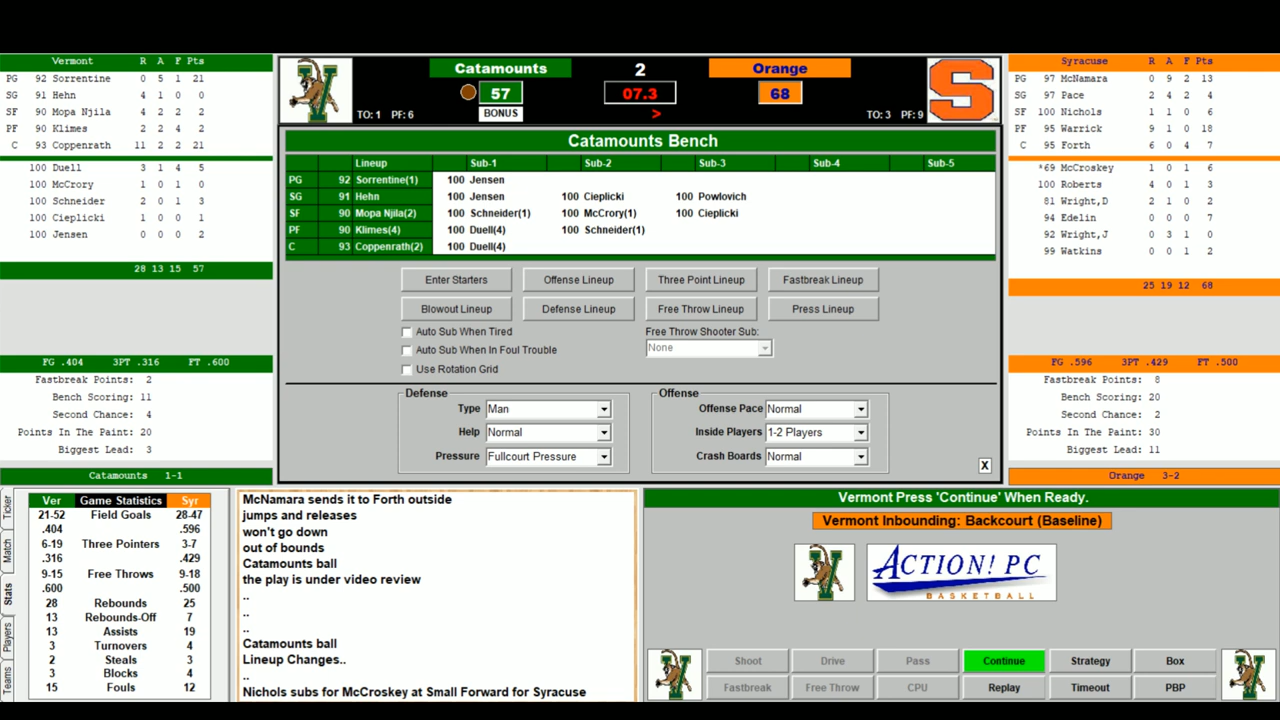 Vermont R A F Pts
PG 92 Sorrentine 0 5 1 21
SG 91 Hehn 4 1 0 0
SF 90 Mopa Njila 4 2 2 4
PF 90 Klimes 2 2 4 2
C 93 Coppenrath 11 2 2 21
100 Duell 3 1 4 5
100 McCrory 1 0 1 0
100 Schneider 2 0 1 3
100 Cieplicki 1 0 0 0
100 Jensen 0 0 0 2
28 13 15 57
FG .404 3PT .316 FT .600
Fastbreak Points: 2
Bench Scoring: 11
Second Chance: 4
Points In The Paint: 20
Biggest Lead: 3
Catamounts 1-1
Catamounts 2 Orange
57 07.3 68
TO: 1 PF: 6 BONUS > TO: 3 PF: 9
S
Catamounts Bench
Lineup Sub-1 Sub-2 Sub-3 Sub-4 Sub-5
PG 92 Sorrentine(1) 100 Jensen
SG 91 Hehn 100 Jensen 100 Cieplicki 100 Powlovich
SF 90 Mopa Njila(2) 100 Schneider(1) 100 McCrory(1) 100 Cieplicki
PF 90 Klimes(4) 100 Duell(4) 100 Schneider(1)
C 93 Coppenrath(2) 100 Duell(4)
Enter Starters Offense Lineup Three Point Lineup Fastbreak Lineup
Blowout Lineup Defense Lineup Free Throw Lineup Press Lineup
Auto Sub When Tired Free Throw Shooter Sub:
Auto Sub When In Foul Trouble None
Use Rotation Grid
Defense Offense
Type Man Offense Pace Normal
Help Normal Inside Players 1-2 Players
Pressure Fullcourt Pressure Crash Boards Normal
X
Syracuse R A F Pts
PG 97 McNamara 0 9 2 13
SG 97 Pace 2 4 2 4
SF 100 Nichols 1 1 0 6
PF 95 Warrick 9 1 0 18
C 95 Forth 6 0 4 7
*69 McCroskey 1 0 1 6
100 Roberts 4 0 1 3
81 Wright,D 2 1 0 2
94 Edelin 0 0 0 7
92 Wright,J 0 3 1 0
99 Watkins 0 0 1 2
25 19 12 68
FG .596 3PT .429 FT .500
Fastbreak Points: 8
Bench Scoring: 20
Second Chance: 2
Points In The Paint: 30
Biggest Lead: 11
Orange 3-2
Ticker
Match
Stats
Players
Teams
Ver Game Statistics Syr
21-52 Field Goals 28-47
.404 .596
6-19 Three Pointers 3-7
.316 .429
9-15 Free Throws 9-18
.600 .500
28 Rebounds 25
13 Rebounds-Off 7
13 Assists 19
3 Turnovers 4
2 Steals 3
3 Blocks 4
15 Fouls 12
McNamara sends it to Forth outside
jumps and releases
won't go down
out of bounds
Catamounts ball
the play is under video review
..
..
..
Catamounts ball
Lineup Changes..
..
Nichols subs for McCroskey at Small Forward for Syracuse
Vermont Press 'Continue' When Ready.
Vermont Inbounding: Backcourt (Baseline)
ACTION! PC
BASKETBALL
Shoot Drive Pass Continue Strategy Box
Fastbreak Free Throw CPU Replay Timeout PBP